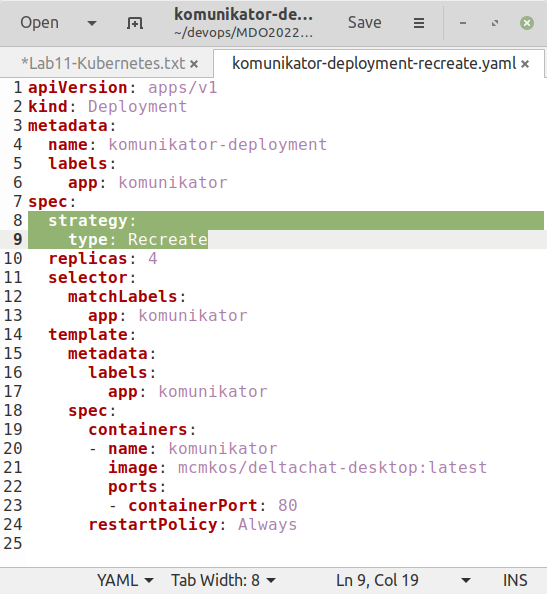 Open
komunikator-de...
~/devops/MDO2022...
Save
*Lab11-Kubernetes.txt ×
komunikator-deployment-recreate.yaml ×
1 apiVersion: apps/v1
2 kind: Deployment
3 metadata:
4   name: komunikator-deployment
5   labels:
6     app: komunikator
7 spec:
8   strategy:
9     type: Recreate
10   replicas: 4
11   selector:
12     matchLabels:
13       app: komunikator
14   template:
15     metadata:
16       labels:
17         app: komunikator
18     spec:
19       containers:
20       - name: komunikator
21         image: mcmkos/deltachat-desktop:latest
22         ports:
23         - containerPort: 80
24       restartPolicy: Always
25
YAML Tab Width: 8 Ln 9, Col 19 INS